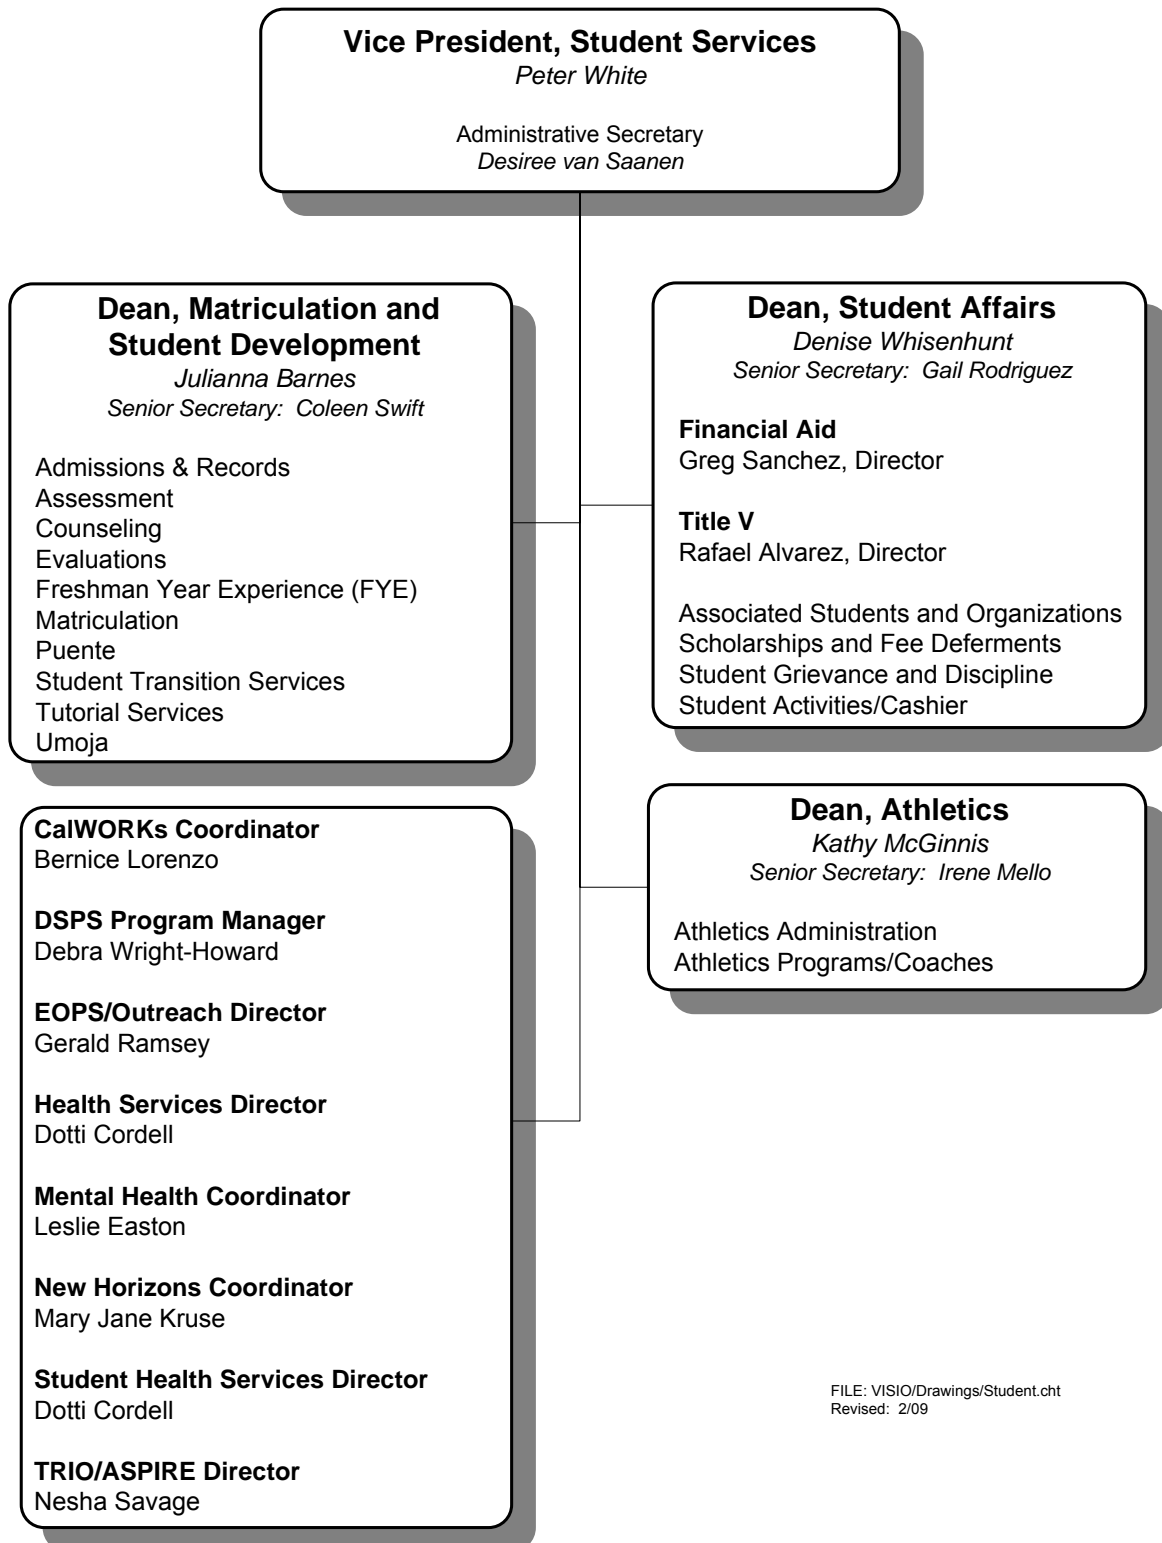 Vice President, Student Services
Peter White
Administrative Secretary
Desiree van Saanen
Dean, Matriculation and
Student Development
Julianna Barnes
Senior Secretary:  Coleen Swift
Admissions & Records
Assessment
Counseling
Evaluations
Freshman Year Experience (FYE)
Matriculation
Puente
Student Transition Services
Tutorial Services
Umoja
Dean, Student Affairs
Denise Whisenhunt
Senior Secretary:  Gail Rodriguez
Financial Aid
Greg Sanchez, Director
Title V
Rafael Alvarez, Director
Associated Students and Organizations
Scholarships and Fee Deferments
Student Grievance and Discipline
Student Activities/Cashier
CalWORKs Coordinator
Bernice Lorenzo
DSPS Program Manager
Debra Wright-Howard
EOPS/Outreach Director
Gerald Ramsey
Health Services Director
Dotti Cordell
Mental Health Coordinator
Leslie Easton
New Horizons Coordinator
Mary Jane Kruse
Student Health Services Director
Dotti Cordell
TRIO/ASPIRE Director
Nesha Savage
Dean, Athletics
Kathy McGinnis
Senior Secretary:  Irene Mello
Athletics Administration
Athletics Programs/Coaches
FILE: VISIO/Drawings/Student.cht
Revised:  2/09